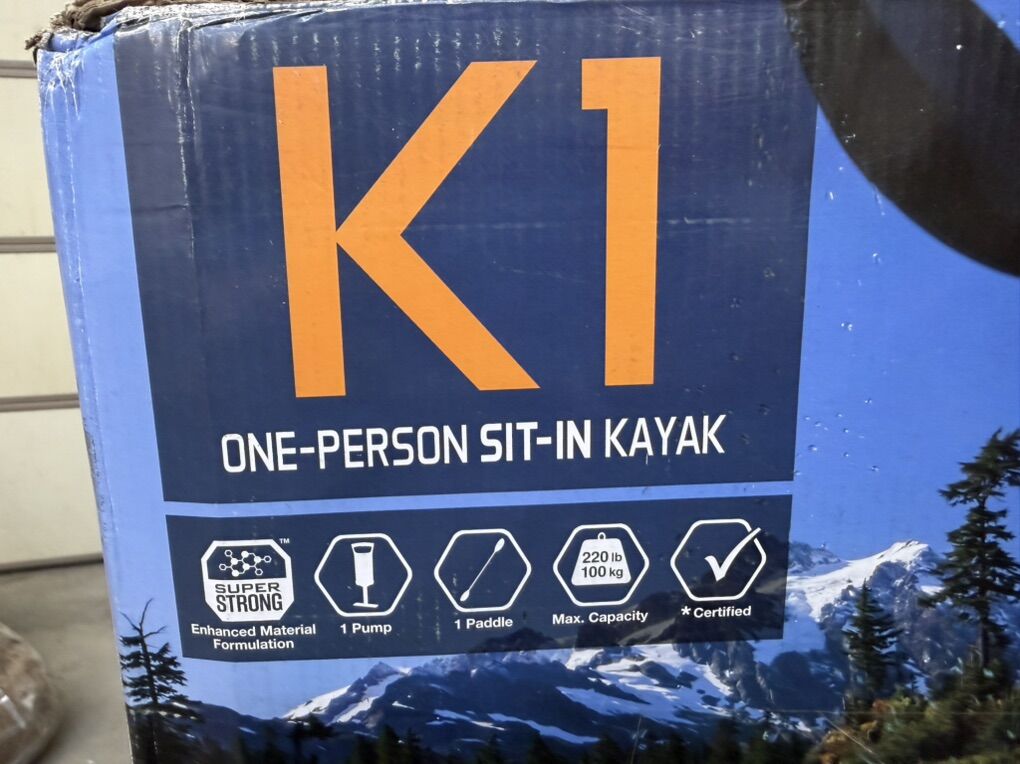 K1
ONE-PERSON SIT-IN KAYAK
SUPER
STRONG
™
Enhanced Material
Formulation
1 Pump
1 Paddle
220 lb
100 kg
Max. Capacity
* Certified